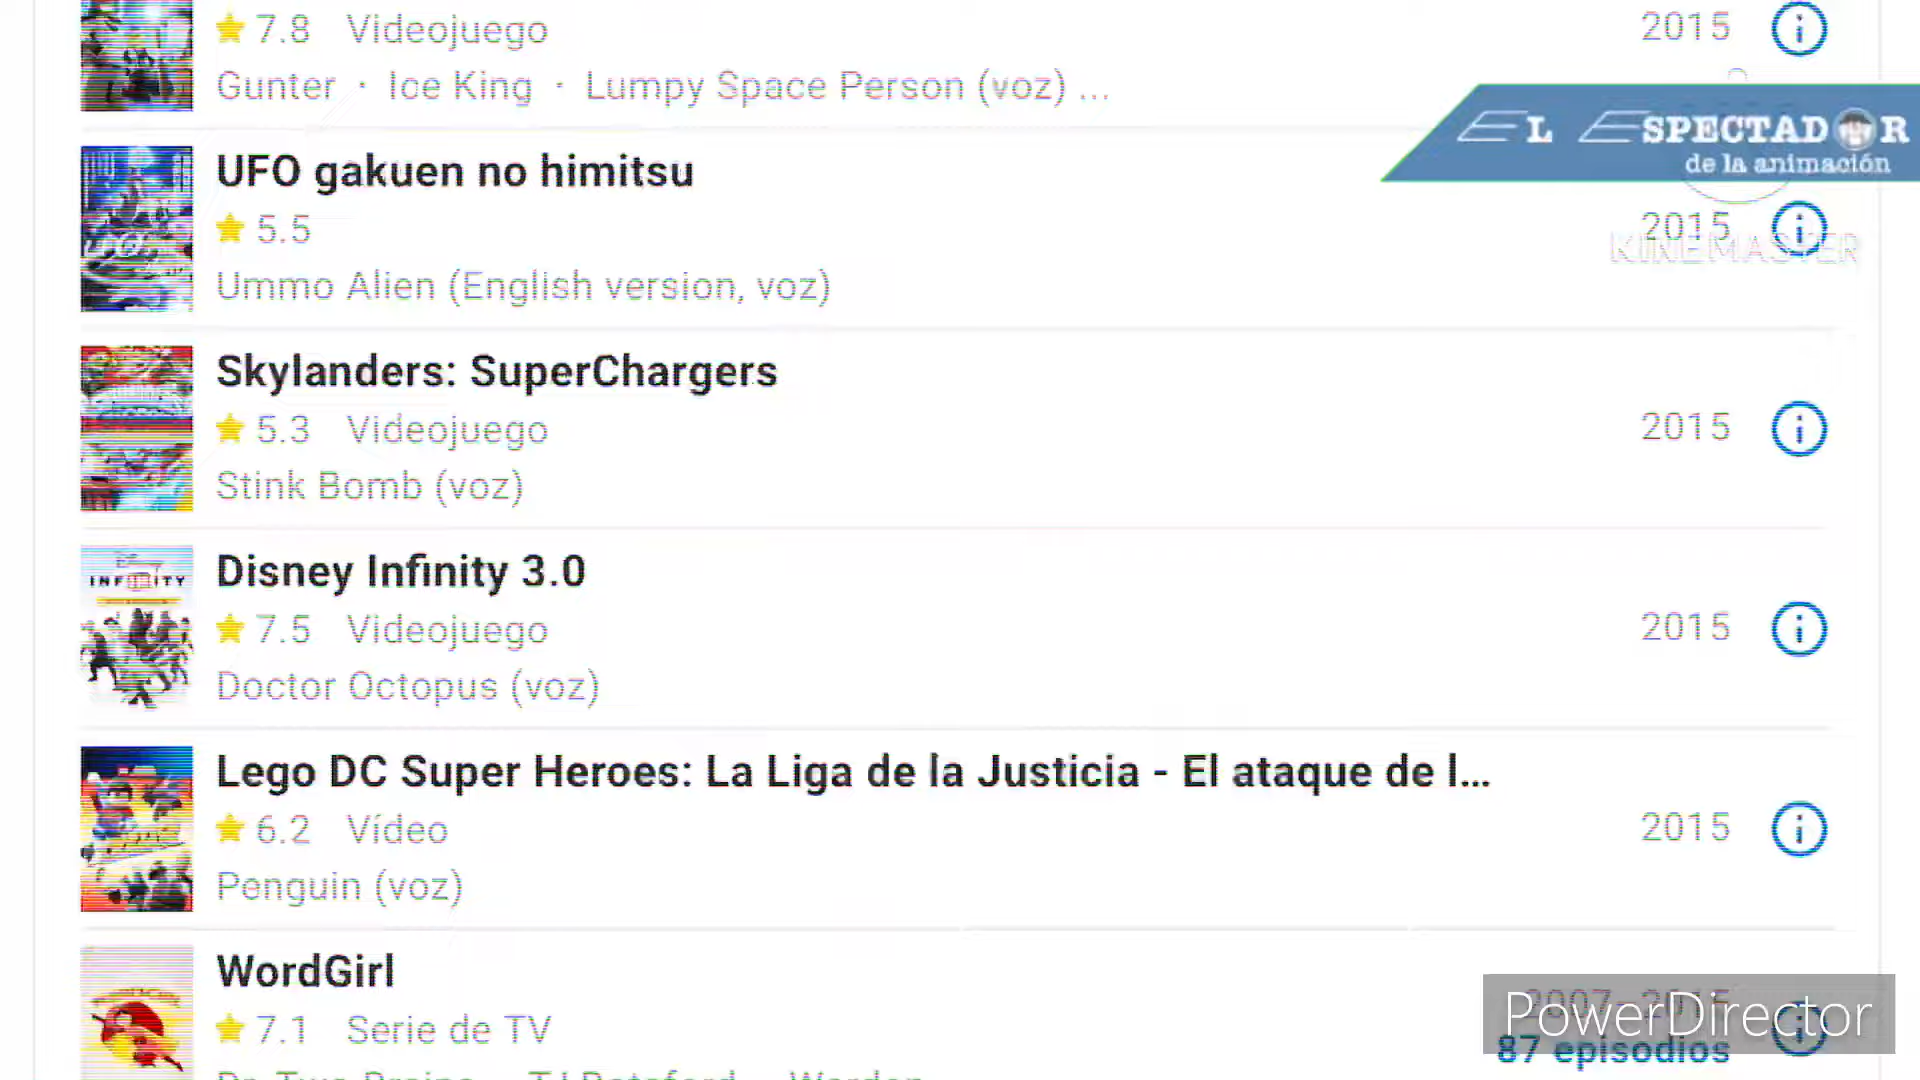 7.8 Videojuego
2015
Gunter · Ice King · Lumpy Space Person (voz) ...
EL ESPECTADOR
de la animación
UFO gakuen no himitsu
5.5
2015
KINEMASTER
Ummo Alien (English version, voz)
Skylanders: SuperChargers
5.3 Videojuego
2015
Stink Bomb (voz)
INFINITY
Disney Infinity 3.0
7.5 Videojuego
2015
Doctor Octopus (voz)
Lego DC Super Heroes: La Liga de la Justicia - El ataque de l...
6.2 Vídeo
2015
Penguin (voz)
WordGirl
7.1 Serie de TV
2007-2015
PowerDirector
87 episodios